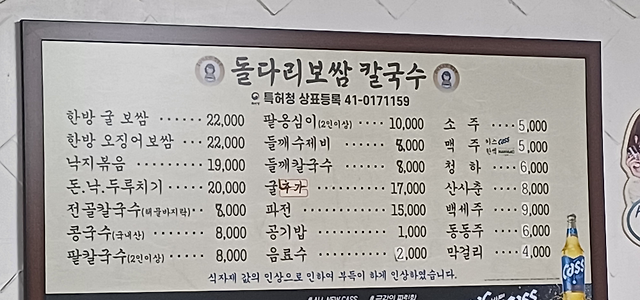 돌다리보쌈 칼국수
특허청 상표등록 41-0171159
한방 굴 보쌈 ······ 22,000
한방 오징어보쌈 ···· 22,000
낙지볶음 ········ 19,000
돈.낙.두루치기 ····· 20,000
전골칼국수(해물바지락)·· 8,000
콩국수(국내산) ····· 8,000
팥칼국수(2인이상) ···· 8,000
팥옹심이(2인이상) ···· 10,000
들깨수제비 ······ 8,000
들깨칼국수 ······ 8,000
굴 ········ 17,000
파전 ········ 15,000
공기밥 ······· 1,000
음료수 ······· 2,000
소 주 ···· 5,000
맥 주 카스 cass 5,000
청 하 ···· 6,000
산사춘 ···· 8,000
백세주 ···· 9,000
동동주 ···· 6,000
막걸리 ···· 4,000
식자재 값의 인상으로 인하여 부득이 하게 인상하였습니다.
ALL NEW CASS
cass